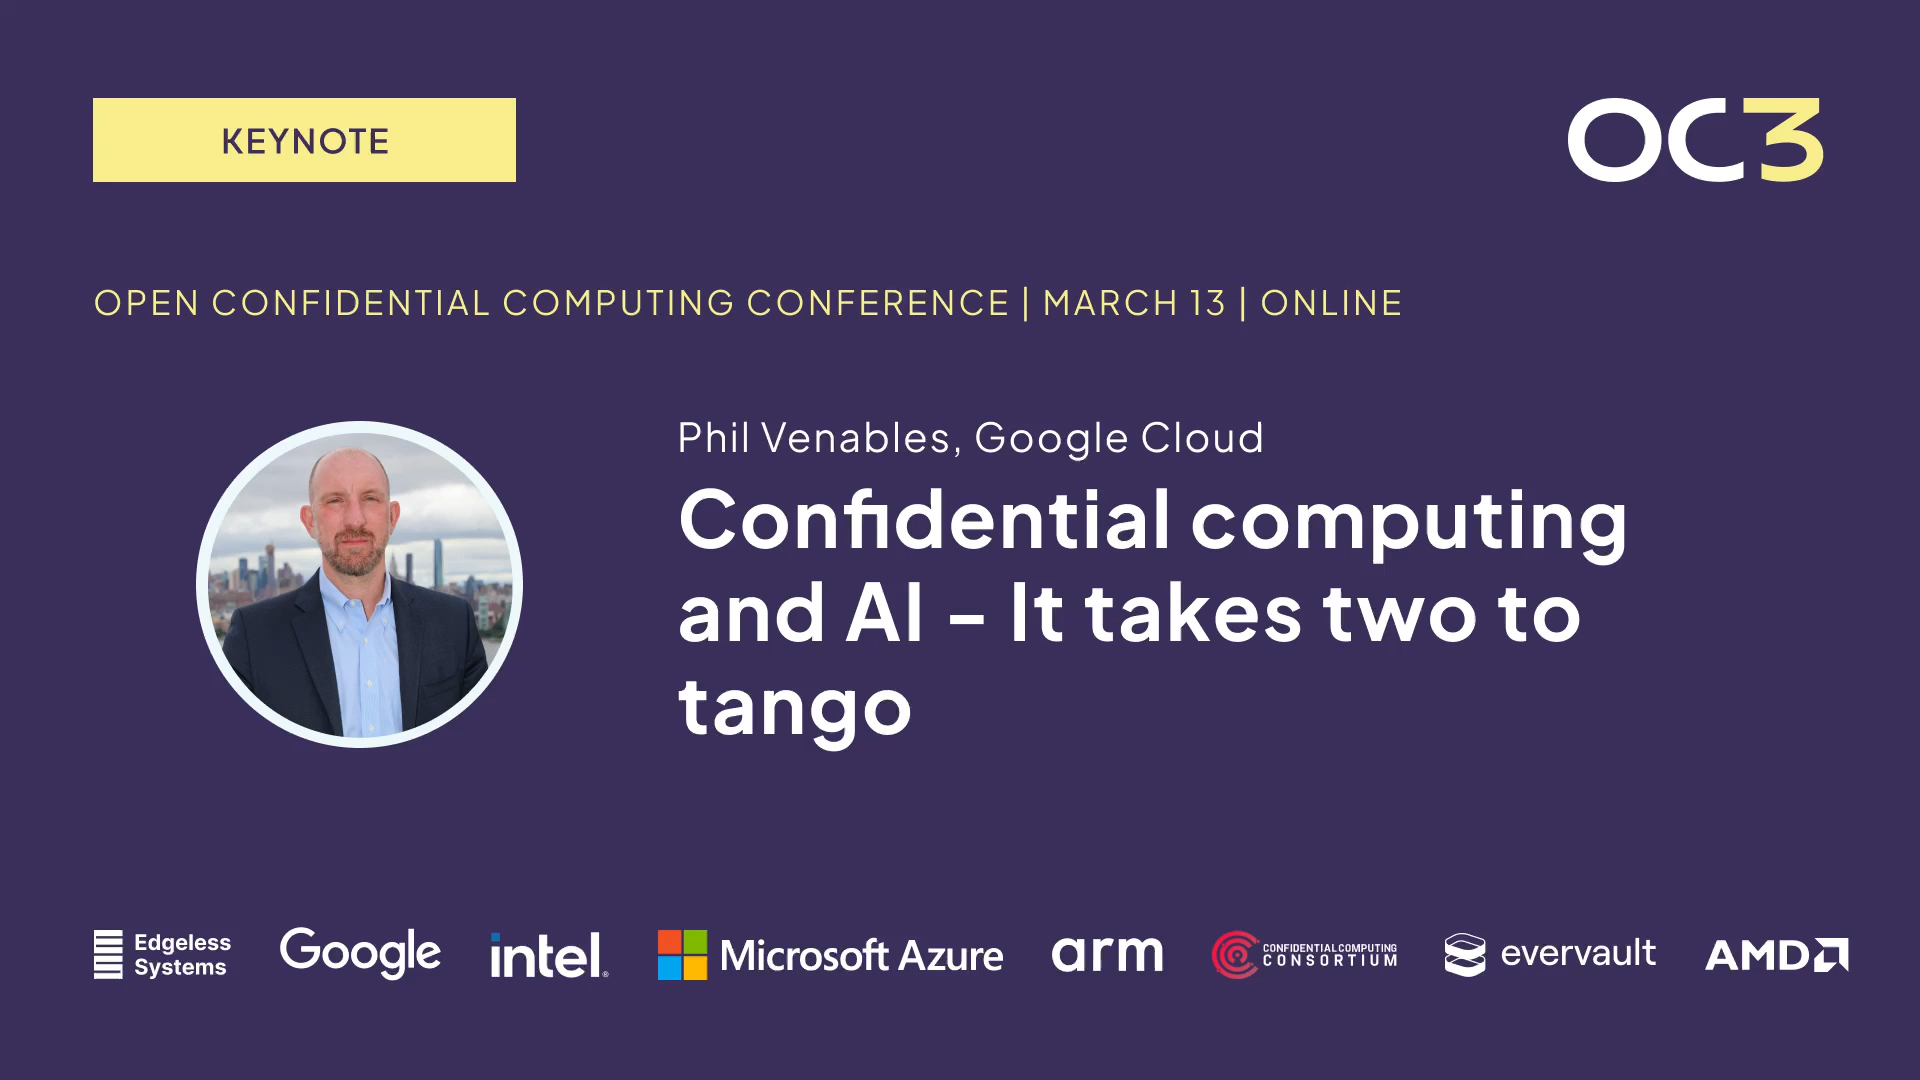 KEYNOTE
OC3
OPEN CONFIDENTIAL COMPUTING CONFERENCE | MARCH 13 | ONLINE
Phil Venables, Google Cloud
Confidential computing
and AI – It takes two to
tango
Edgeless
Systems
Google
intel®
Microsoft Azure
arm
CONFIDENTIAL COMPUTING
CONSORTIUM
evervault
AMD